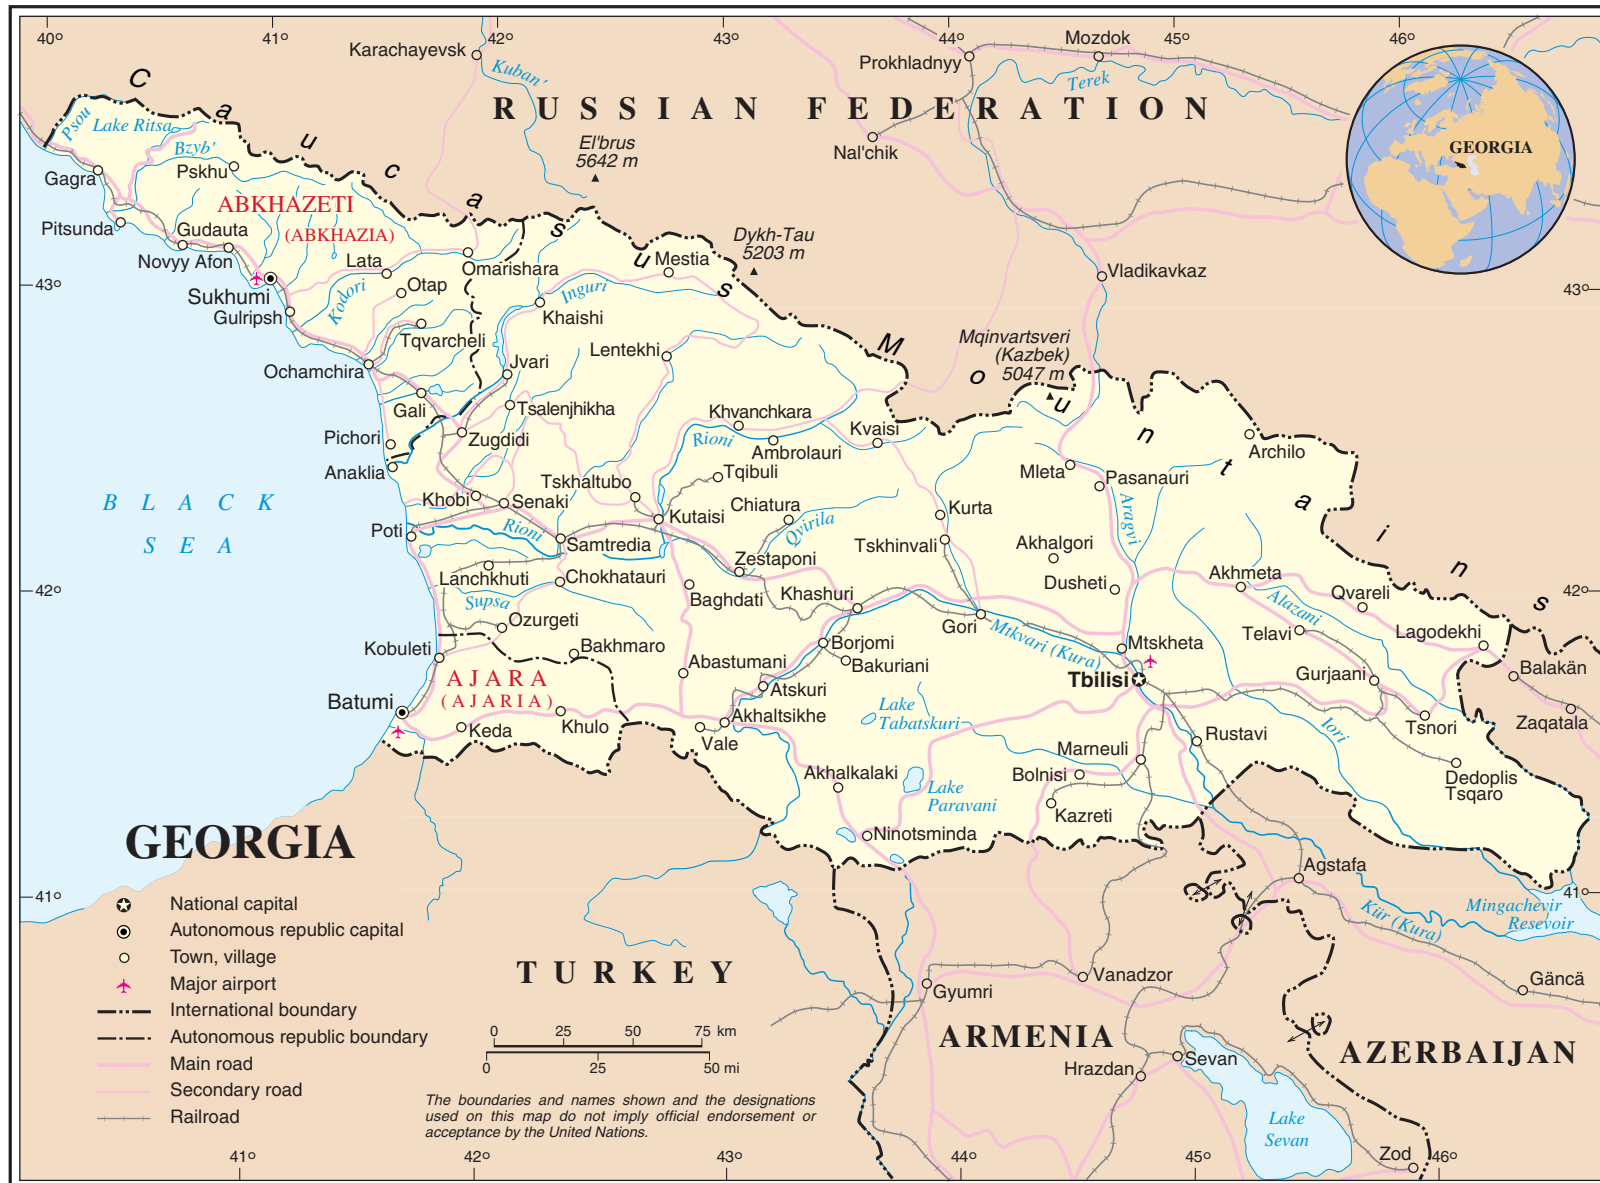 40° 41° 42° 43° 44° 45° 46°
Karachayevsk
Kuban'
Prokhladnyy
Mozdok
Terek
Caucasus Mountains
RUSSIAN FEDERATION
Psou
Lake Ritsa
Bzyb'
Pskhu
El'brus
5642 m
Nal'chik
GEORGIA
Gagra
ABKHAZETI
(ABKHAZIA)
Pitsunda
Gudauta
Novyy Afon
Lata
Omarishara
Mestia
Dykh-Tau
5203 m
Vladikavkaz
43°
43°
Sukhumi
Kodori
Otap
Inguri
Gulripsh
Khaishi
Tqvarcheli
Lentekhi
Mqinvartsveri
(Kazbek)
5047 m
Ochamchira
Jvari
Gali
Tsalenjhikha
Khvanchkara
Kvaisi
Rioni
Ambrolauri
Archilo
Pichori
Zugdidi
Anaklia
Tskhaltubo
Tqibuli
Mleta
Pasanauri
BLACK
SEA
Khobi
Senaki
Chiatura
Kurta
Aragvi
Poti
Rioni
Kutaisi
Qvirila
Samtredia
Tskhinvali
Akhalgori
Zestaponi
Lanchkhuti
Chokhatauri
Dusheti
Akhmeta
42°
42°
Supsa
Baghdati
Khashuri
Qvareli
Alazani
Ozurgeti
Gori
Mtkvari (Kura)
Telavi
Lagodekhi
Kobuleti
Bakhmaro
Borjomi
Mtskheta
Abastumani
Bakuriani
Balakän
AJARA
(AJARIA)
Tbilisi
Gurjaani
Atskuri
Batumi
Lake
Tabatskuri
Akhaltsikhe
Zaqatala
Keda
Khulo
Vale
Rustavi
Iori
Tsnori
Marneuli
Akhalkalaki
Bolnisi
Dedoplis
Tsqaro
Lake
Paravani
Kazreti
Ninotsminda
GEORGIA
Agstafa
41°
41°
National capital
Autonomous republic capital
Town, village
Major airport
International boundary
Autonomous republic boundary
Main road
Secondary road
Railroad
Kür (Kura)
Mingachevir
Resevoir
TURKEY
Gyumri
Vanadzor
Gäncä
0 25 50 75 km
0 25 50 mi
ARMENIA
AZERBAIJAN
Sevan
Hrazdan
The boundaries and names shown and the designations
used on this map do not imply official endorsement or
acceptance by the United Nations.
Lake
Sevan
Zod
41° 42° 43° 44° 45° 46°